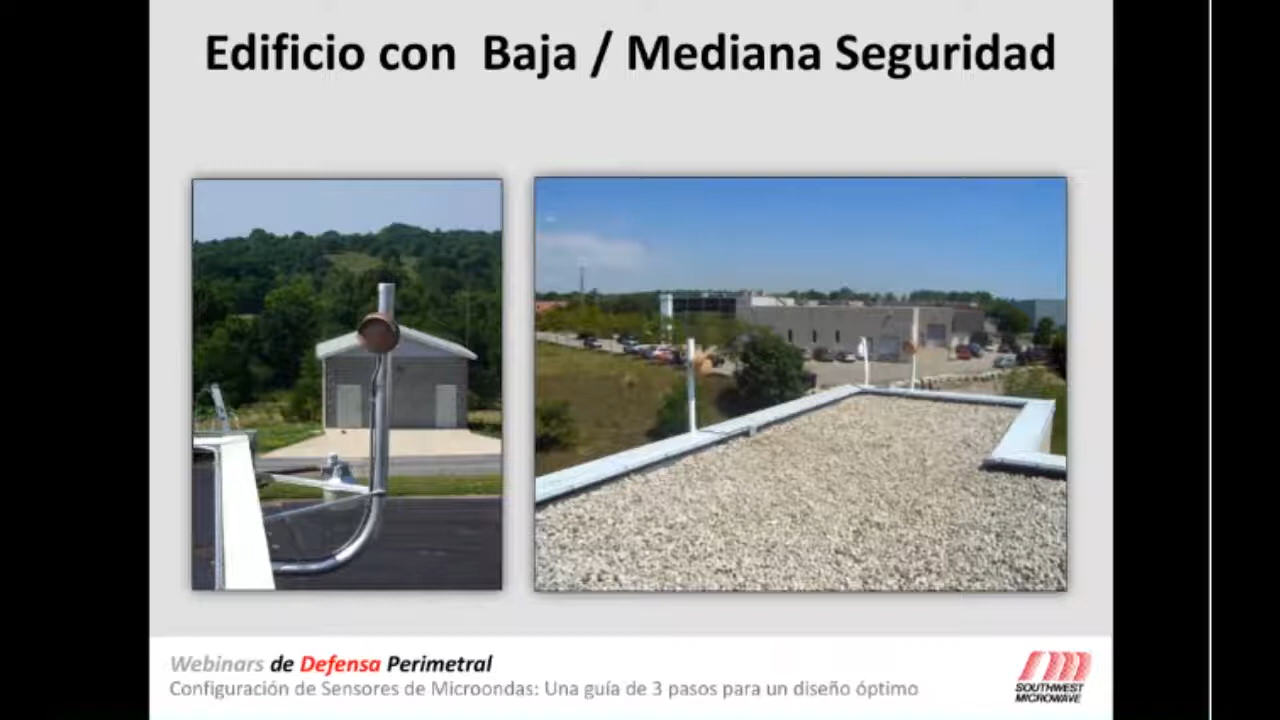 Edificio con Baja / Mediana Seguridad
Webinars de Defensa Perimetral
Configuración de Sensores de Microondas: Una guía de 3 pasos para un diseño óptimo
SOUTHWEST
MICROWAVE